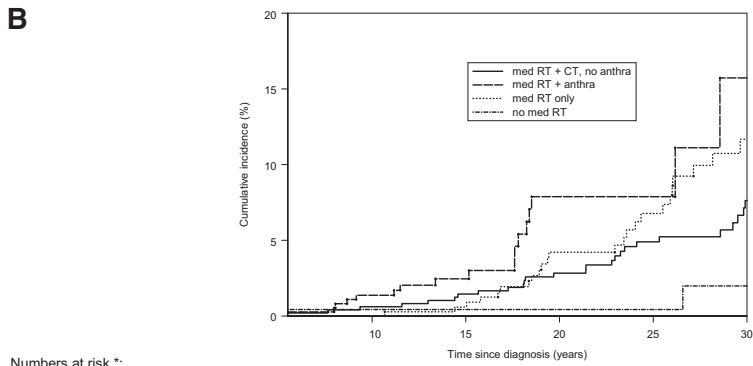 B
20
15
10
5
0
Cumulative incidence (%)
med RT + CT, no anthra
med RT + anthra
med RT only
no med RT
10 15 20 25 30
Time since diagnosis (years)
Numbers at risk *: